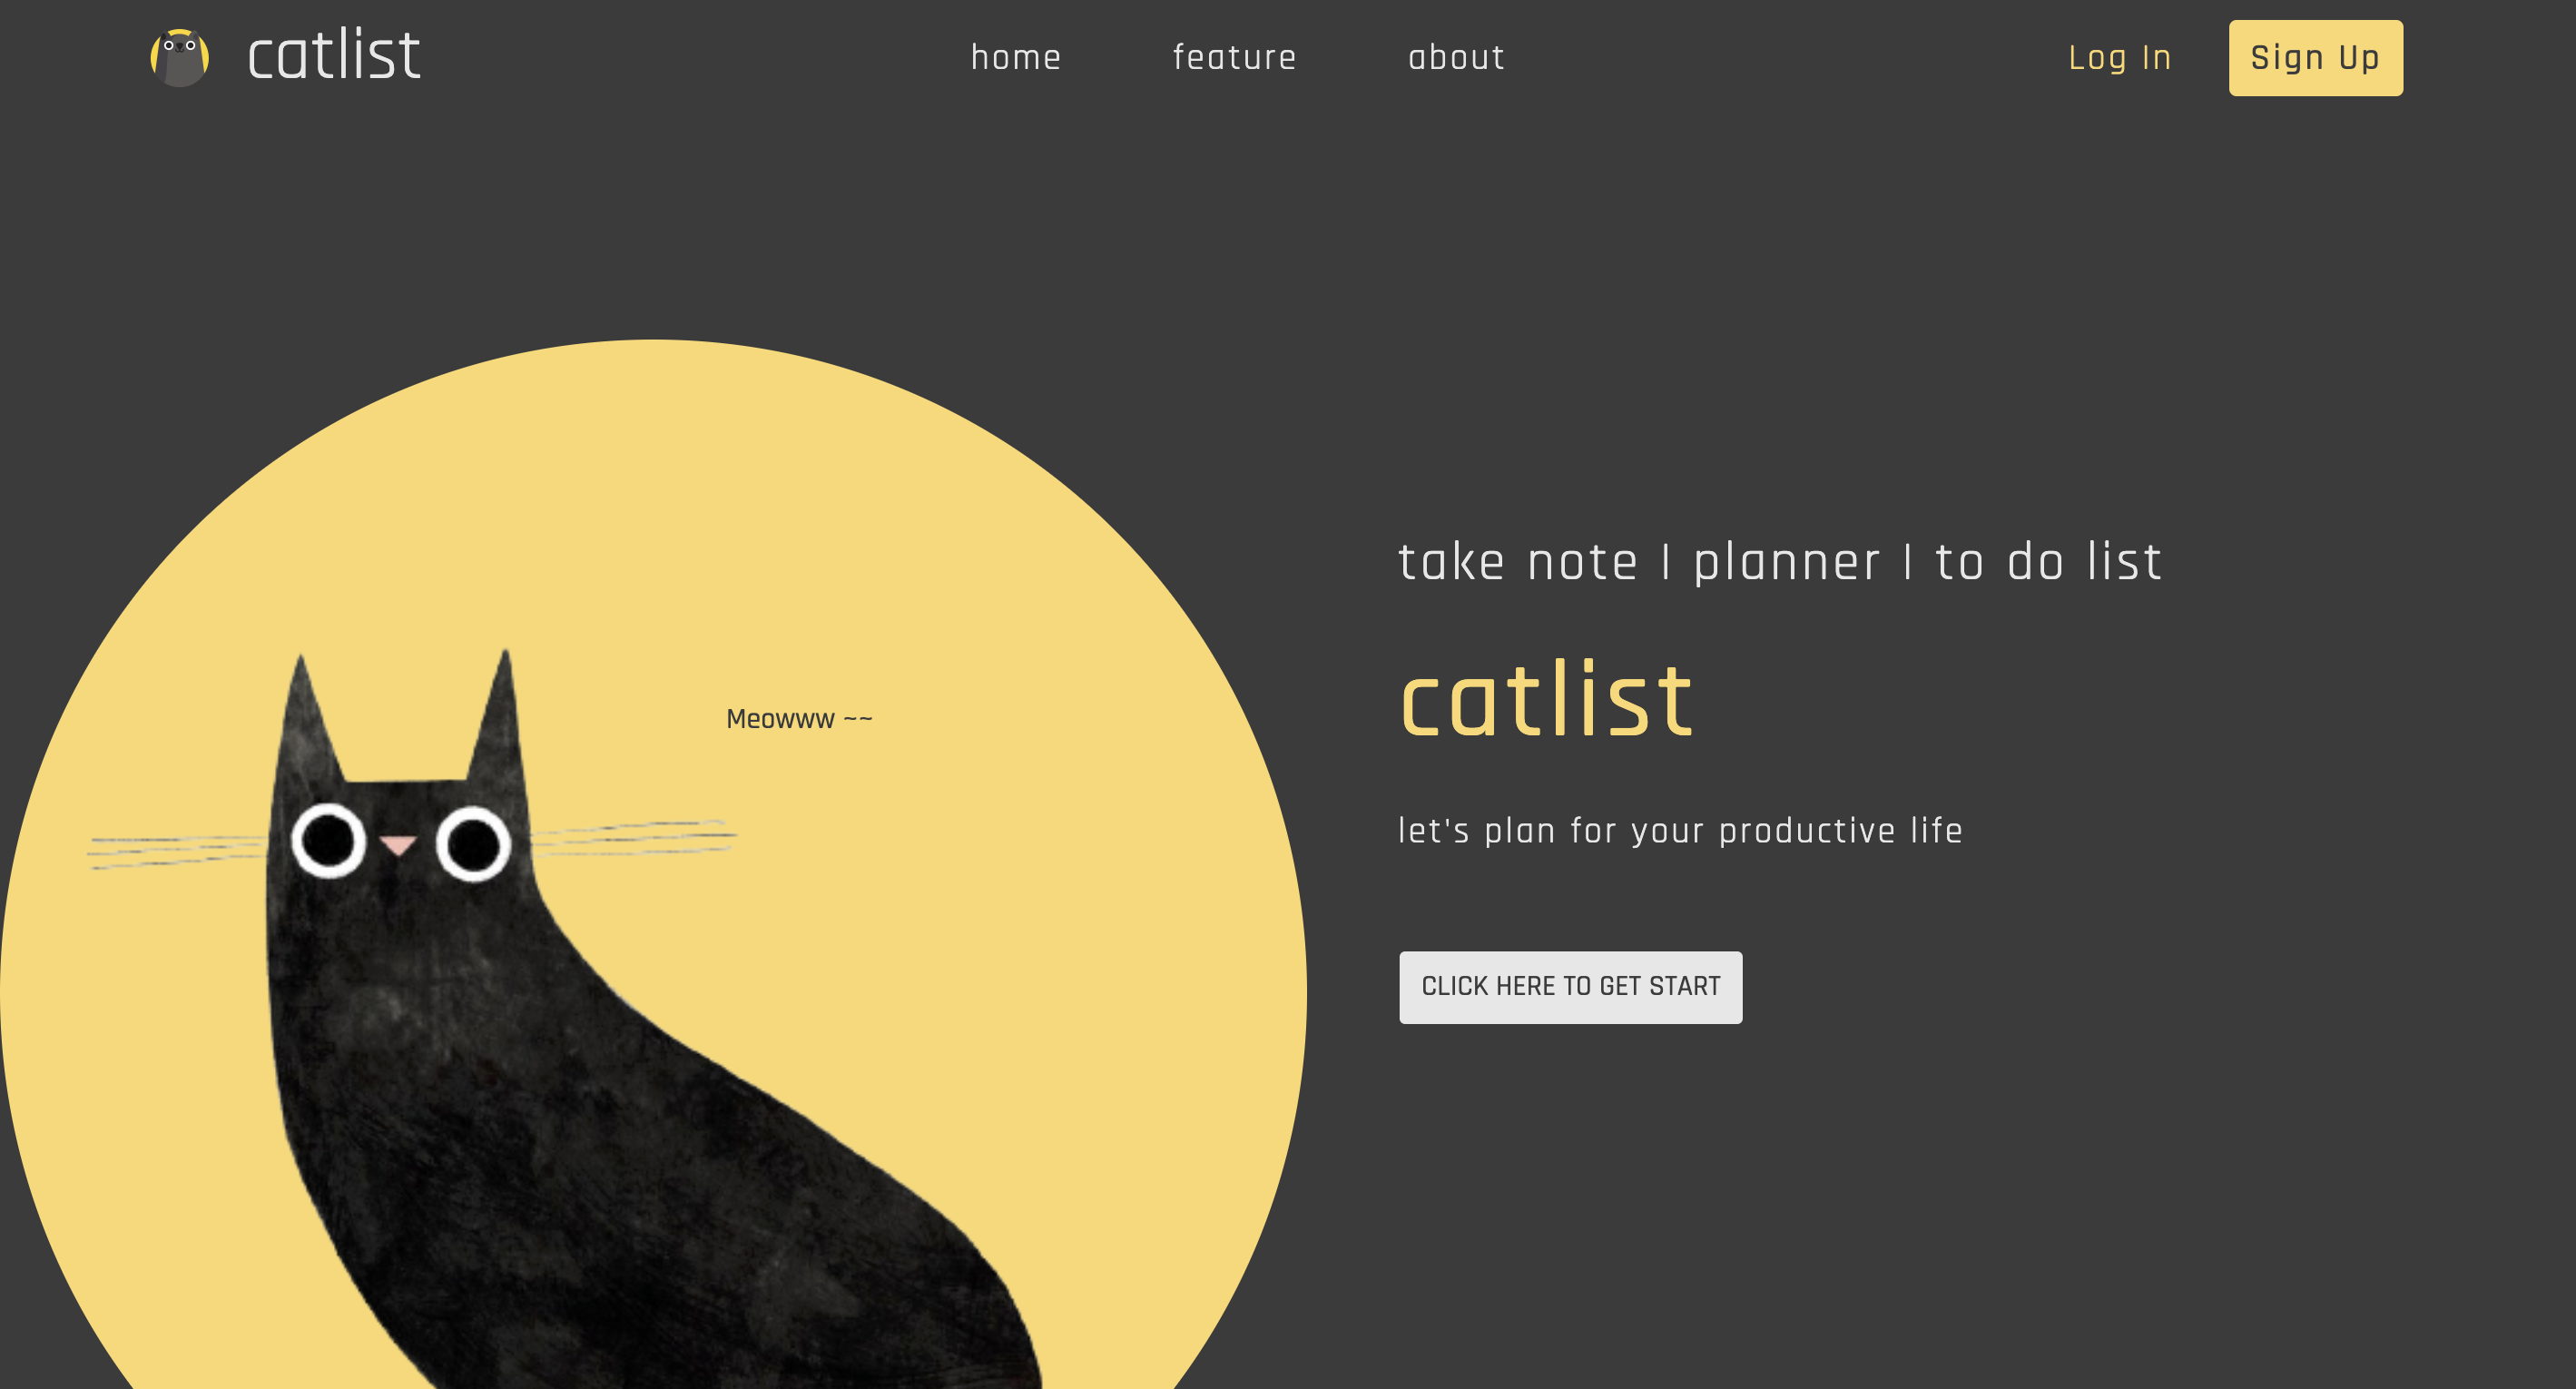 catlist
home feature about
Log In Sign Up
Meowww ~~
take note | planner | to do list
catlist
let's plan for your productive life
CLICK HERE TO GET START